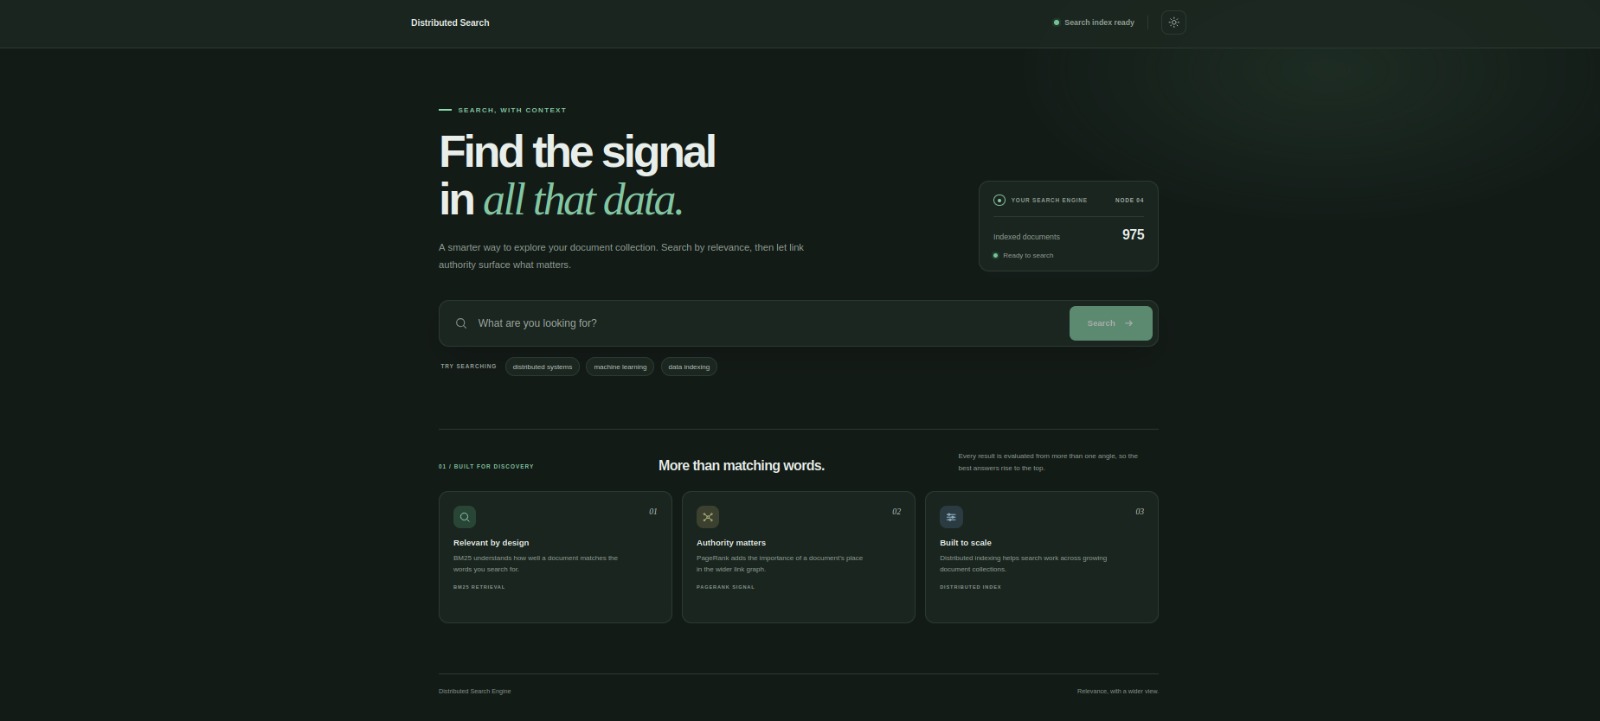 Distributed Search
Search index ready
SEARCH, WITH CONTEXT
Find the signal
in all that data.
A smarter way to explore your document collection. Search by relevance, then let link
authority surface what matters.
YOUR SEARCH ENGINE
NODE 04
Indexed documents
975
Ready to search
What are you looking for?
Search
TRY SEARCHING
distributed systems
machine learning
data indexing
01 / BUILT FOR DISCOVERY
More than matching words.
Every result is evaluated from more than one angle, so the
best answers rise to the top.
01
Relevant by design
BM25 understands how well a document matches the
words you search for.
BM25 RETRIEVAL
02
Authority matters
PageRank adds the importance of a document's place
in the wider link graph.
PAGERANK SIGNAL
03
Built to scale
Distributed indexing helps search work across growing
document collections.
DISTRIBUTED INDEX
Distributed Search Engine
Relevance, with a wider view.